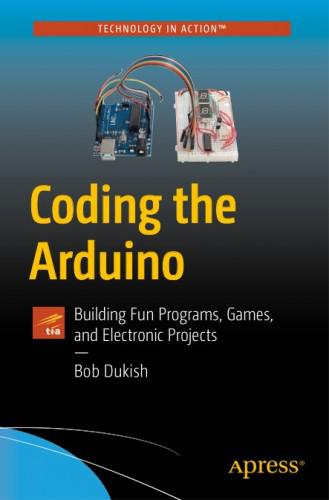 TECHNOLOGY IN ACTION™
Coding the
Arduino
tia
Building Fun Programs, Games,
and Electronic Projects
—
Bob Dukish
Apress®